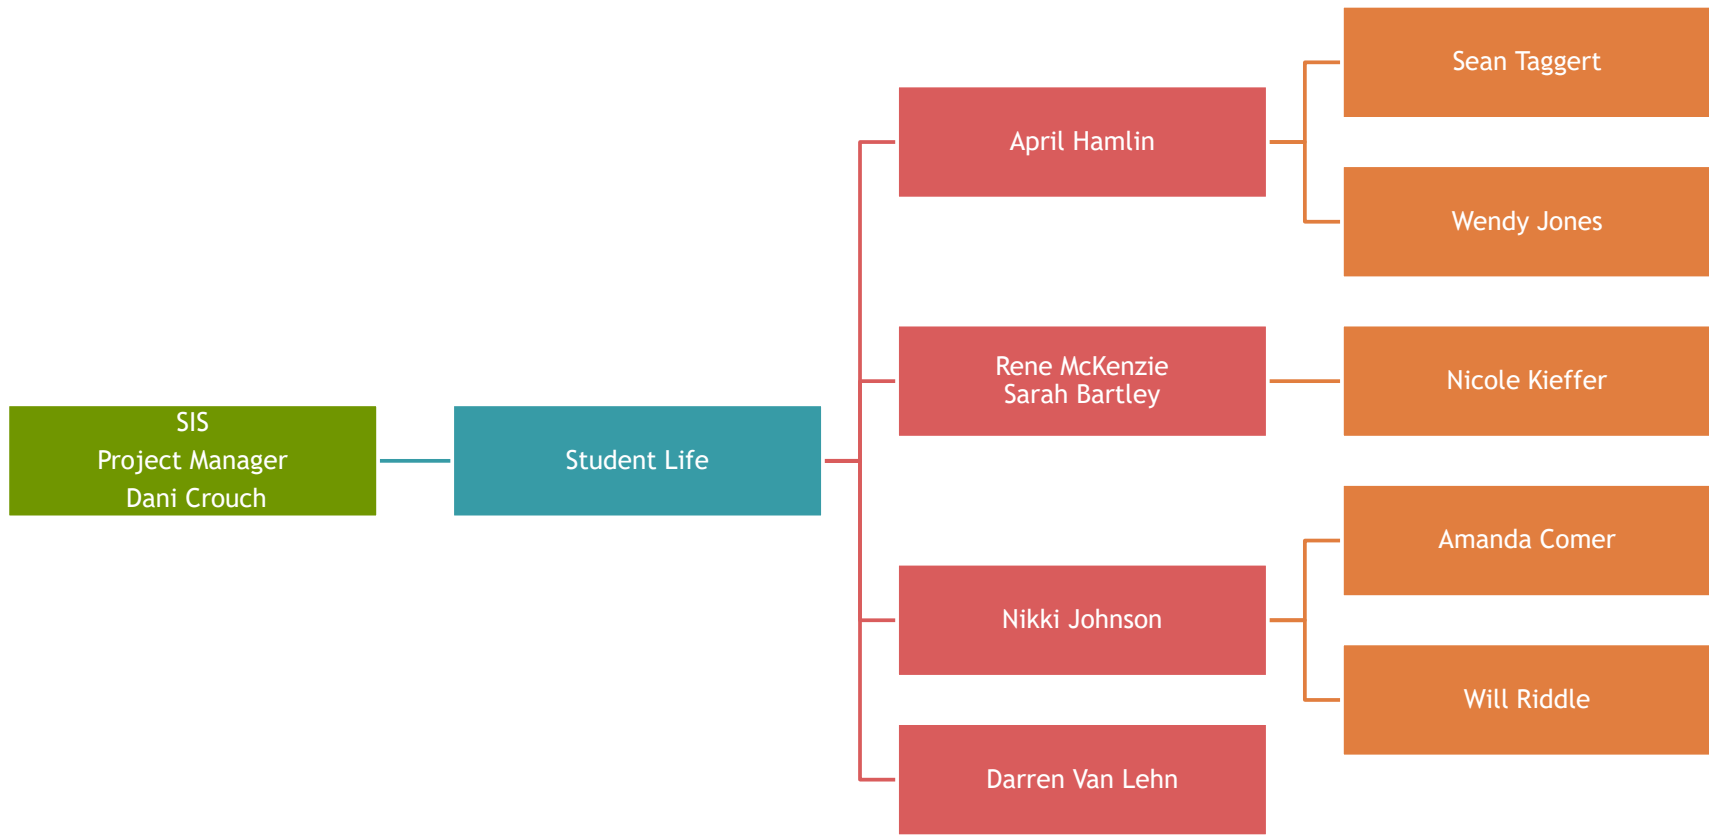 SIS
Project Manager
Dani Crouch
Student Life
April Hamlin
Rene McKenzie
Sarah Bartley
Nikki Johnson
Darren Van Lehn
Sean Taggert
Wendy Jones
Nicole Kieffer
Amanda Comer
Will Riddle